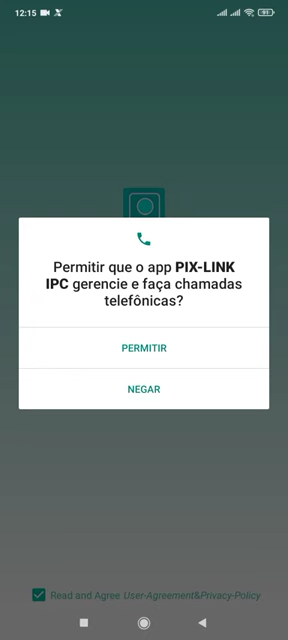 12:15
91
Permitir que o app PIX-LINK
IPC gerencie e faça chamadas
telefônicas?
PERMITIR
NEGAR
Read and Agree User-Agreement&Privacy-Policy